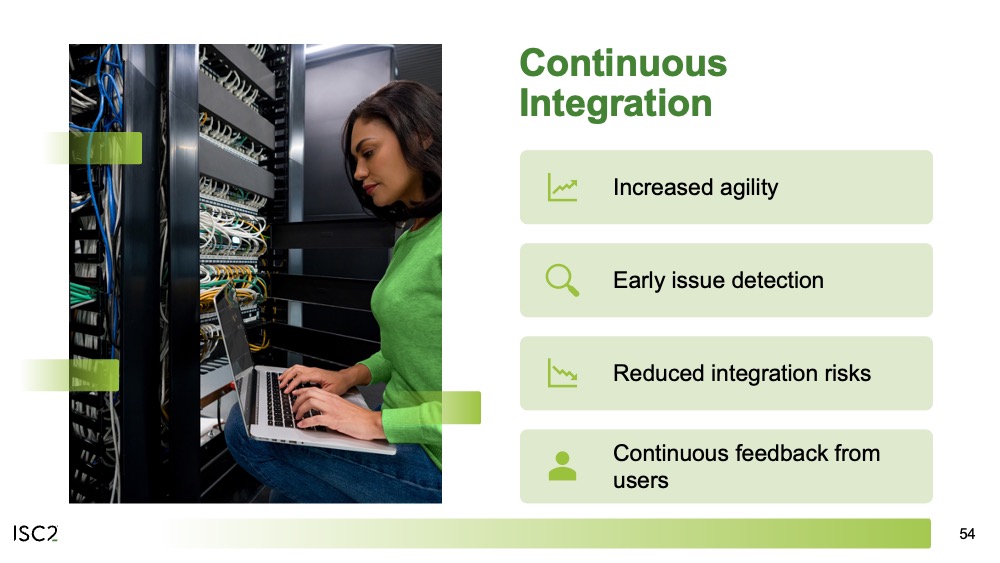 Continuous
Integration
Increased agility
Early issue detection
Reduced integration risks
Continuous feedback from
users
ISC2
54